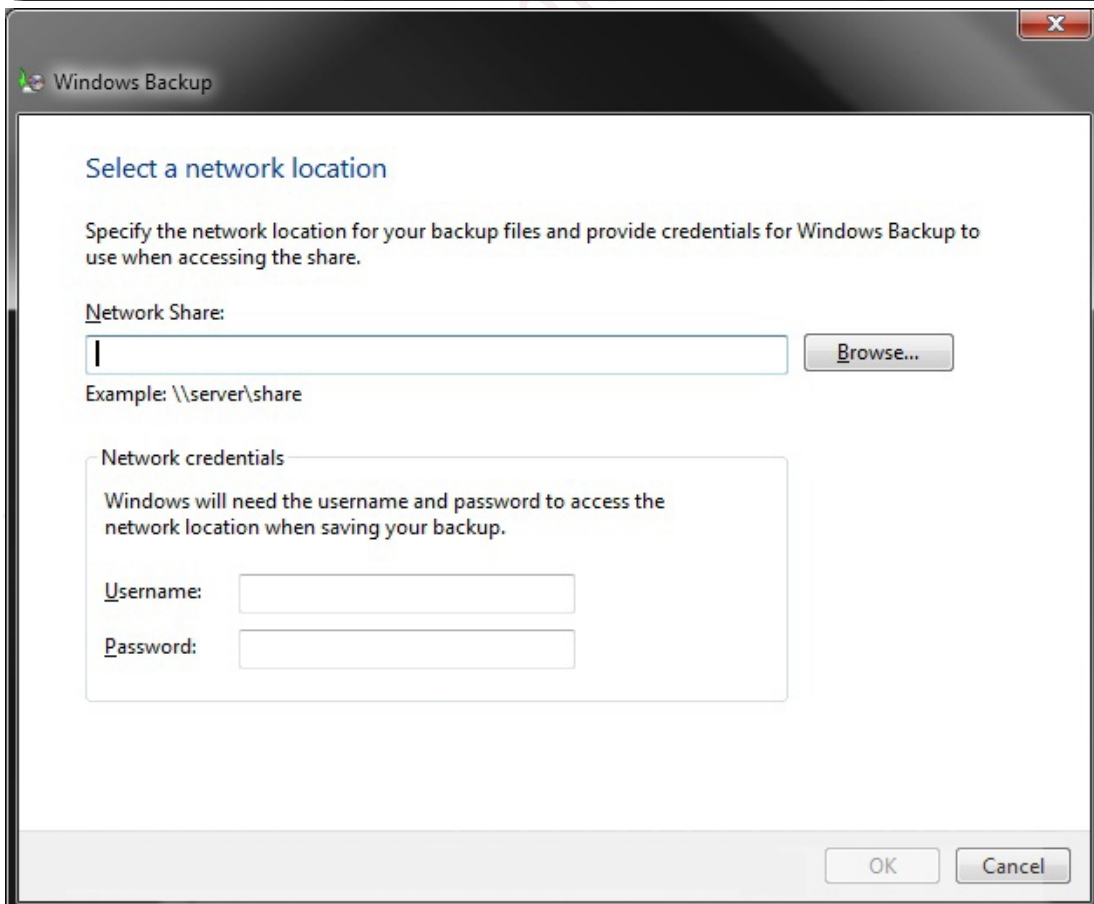 Windows Backup
Select a network location
Specify the network location for your backup files and provide credentials for Windows Backup to
use when accessing the share.
Network Share:
Browse...
Example: \\server\share
Network credentials
Windows will need the username and password to access the
network location when saving your backup.
Username:
Password:
OK
Cancel